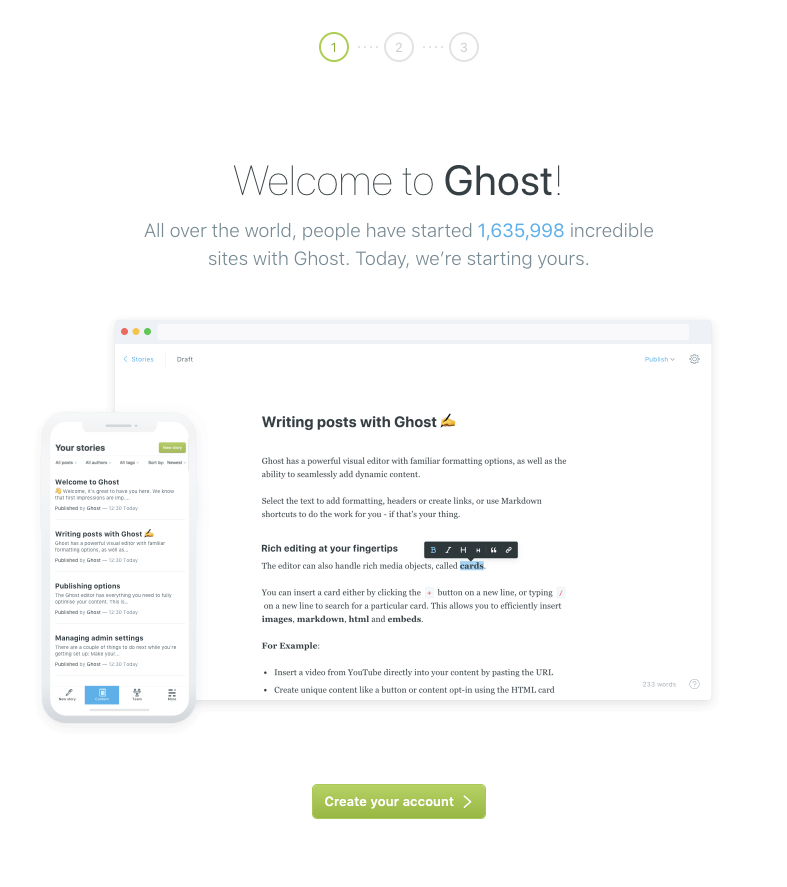 1 2 3
Welcome to Ghost!
All over the world, people have started 1,635,998 incredible
sites with Ghost. Today, we're starting yours.
Stories Draft Publish
Writing posts with Ghost ✍️
Ghost has a powerful visual editor with familiar formatting options, as well as the
ability to seamlessly add dynamic content.
Select the text to add formatting, headers or create links, or use Markdown
shortcuts to do the work for you - if that's your thing.
Rich editing at your fingertips
B I H H “
The editor can also handle rich media objects, called cards.
You can insert a card either by clicking the + button on a new line, or typing /
on a new line to search for a particular card. This allows you to efficiently insert
images, markdown, html and embeds.
For Example:
• Insert a video from YouTube directly into your content by pasting the URL
• Create unique content like a button or content opt-in using the HTML card
233 words ?
Your stories New story
All posts All authors All tags Sort by: Newest
Welcome to Ghost
👋 Welcome, it's great to have you here. We know
that first impressions are imp...
Published by Ghost — 12:30 Today
Writing posts with Ghost ✍️
Ghost has a powerful visual editor with familiar
formatting options, as well as...
Published by Ghost — 12:30 Today
Publishing options
The Ghost editor has everything you need to fully
optimise your content. This is...
Published by Ghost — 12:30 Today
Managing admin settings
There are a couple of things to do next while you're
getting set up: Make your...
Published by Ghost — 12:30 Today
New story Content Team More
Create your account